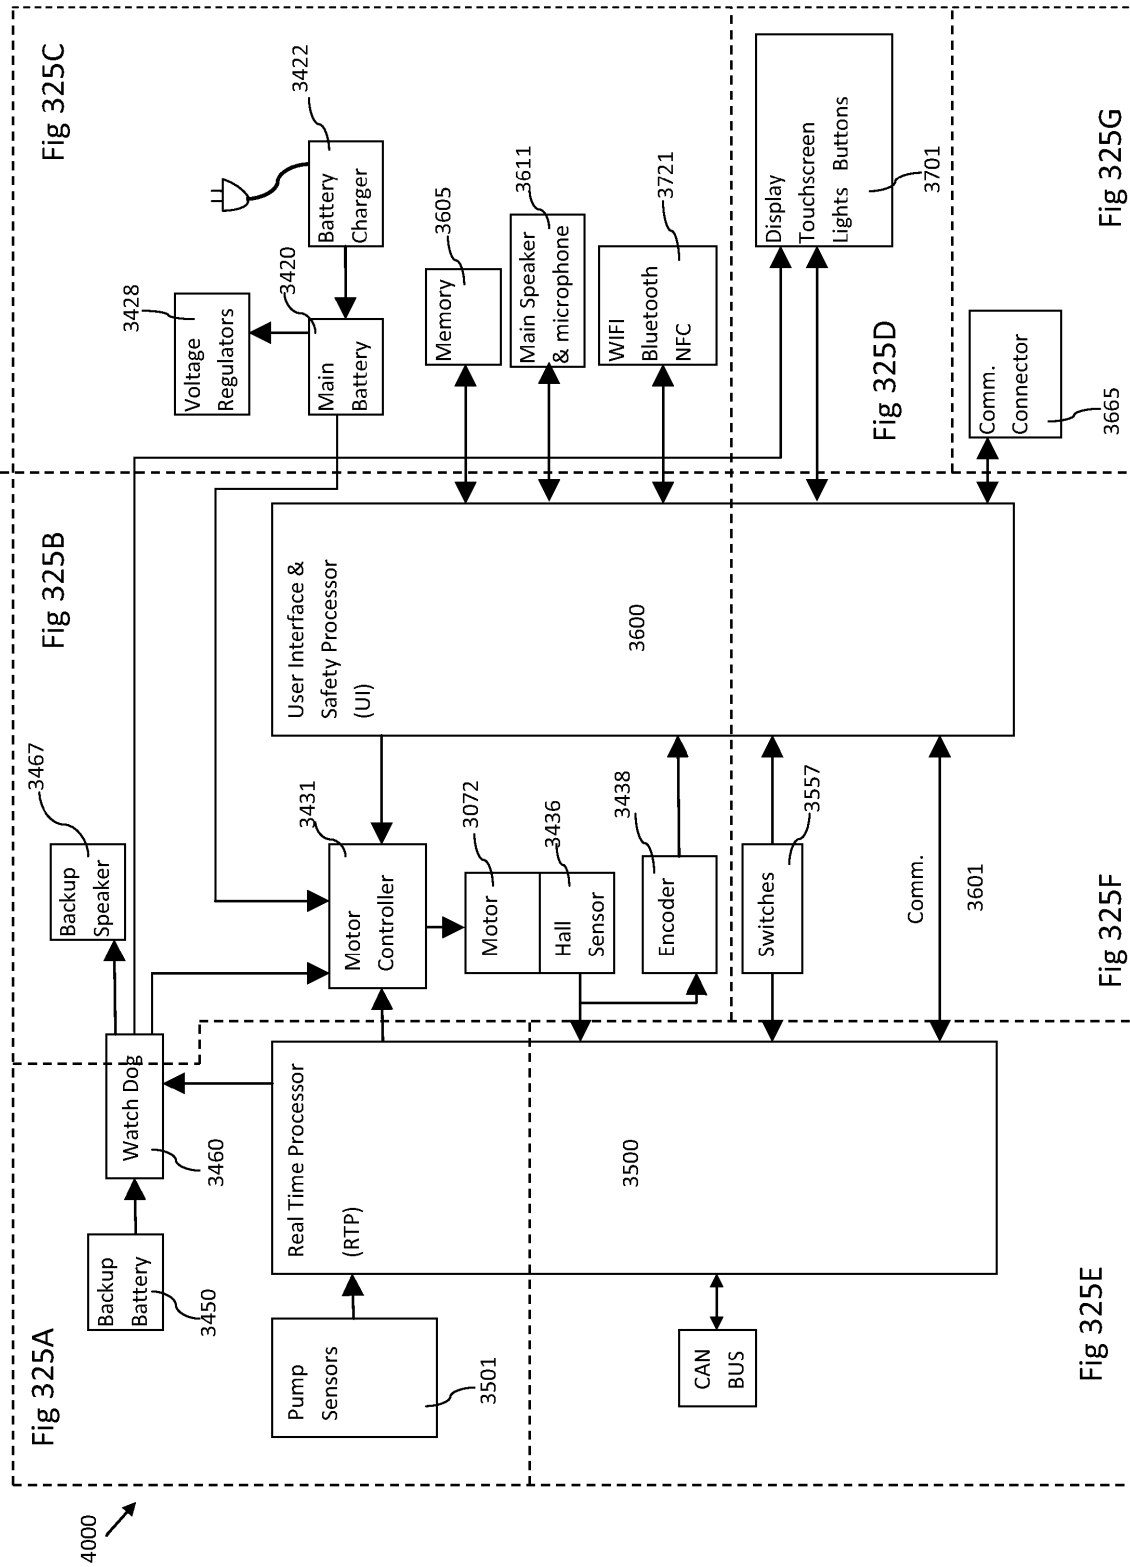 4000
Fig 325A
Backup
Battery
3450
Watch Dog
3460
Pump
Sensors
3501
Real Time Processor
(RTP)
3500
Fig 325E
CAN
BUS
Fig 325B
Backup
Speaker
3467
Motor
Controller
3431
Motor
3072
Hall
Sensor
3436
Encoder
3438
User Interface &
Safety Processor
(UI)
3600
Fig 325F
Switches
3557
Comm.
3601
Fig 325C
Voltage
Regulators
3428
Main
Battery
3420
Battery
Charger
3422
Memory
3605
Main Speaker
& microphone
3611
WIFI
Bluetooth
NFC
3721
Fig 325D
Display
Touchscreen
Lights Buttons
3701
Fig 325G
Comm.
Connector
3665